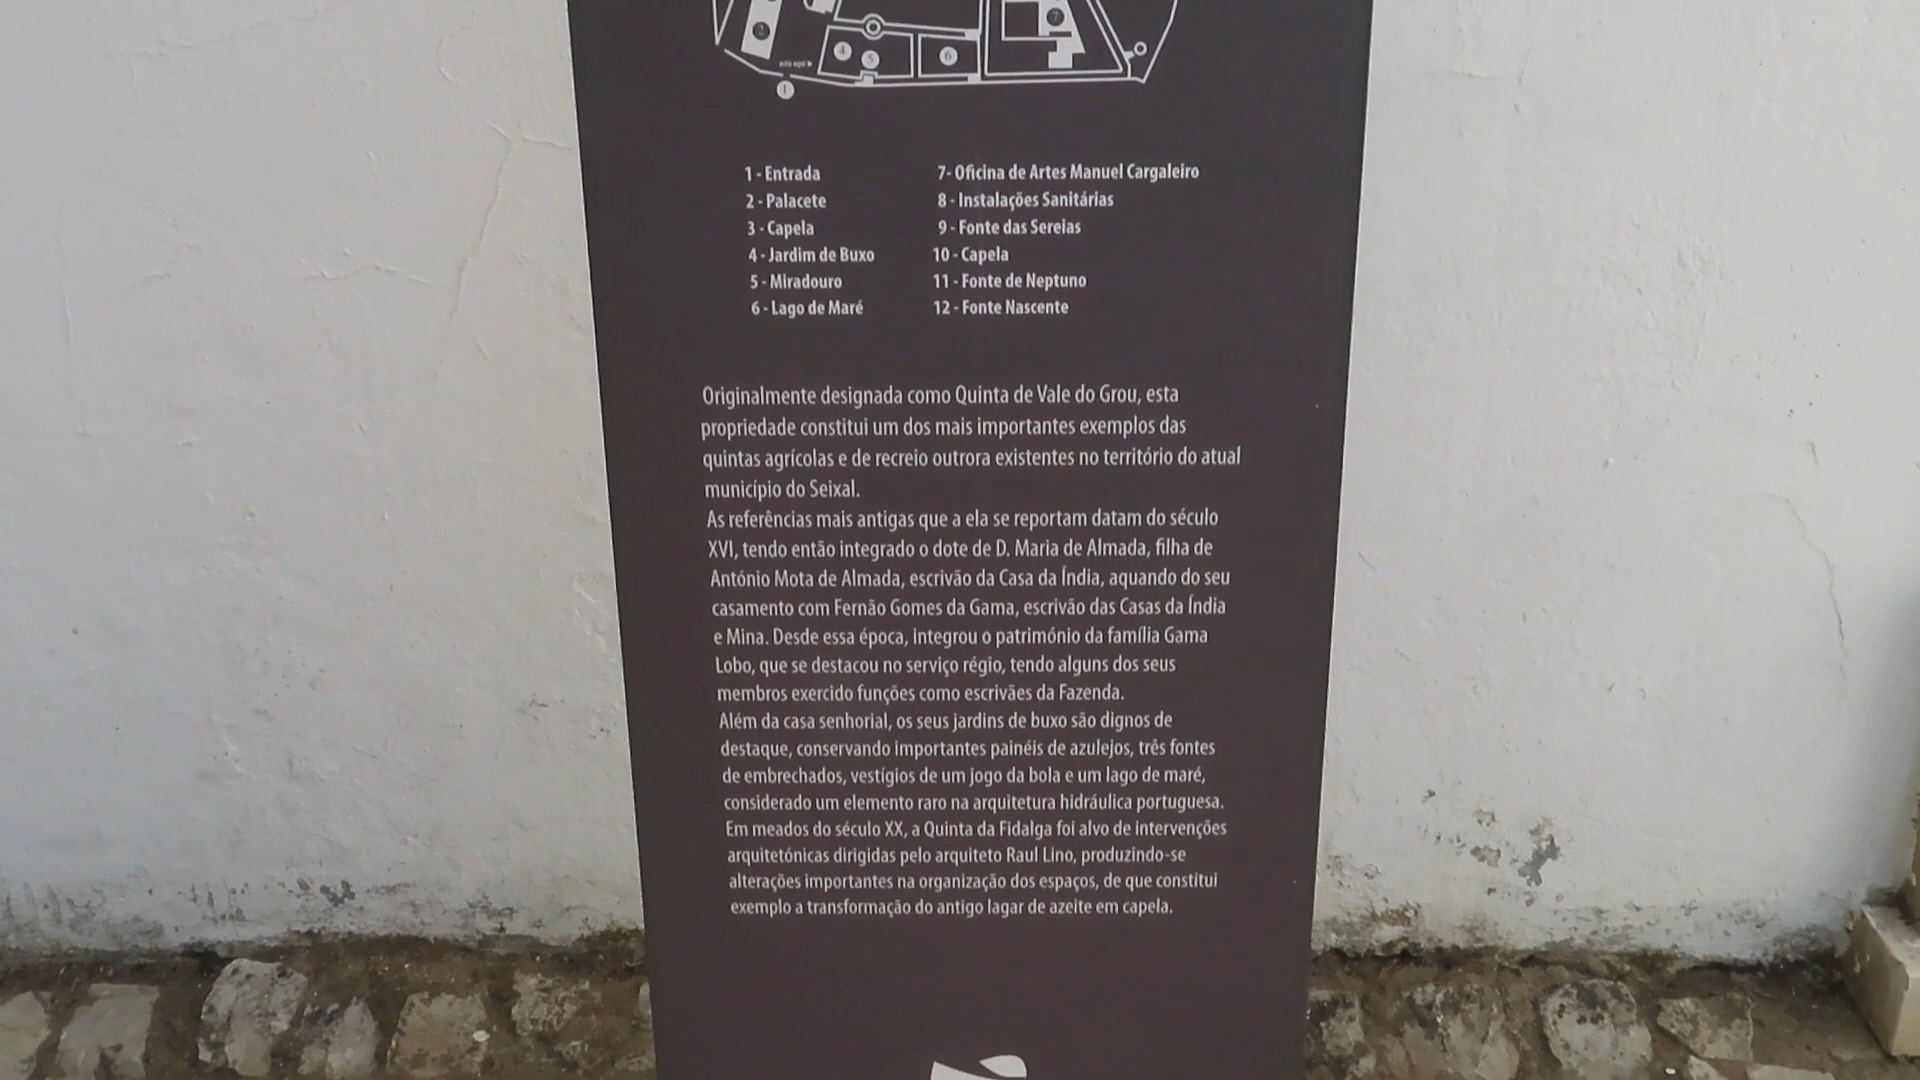 2
4
5
6
7
está aqui
1
1 - Entrada
2 - Palacete
3 - Capela
4 - Jardim de Buxo
5 - Miradouro
6 - Lago de Maré
7- Oficina de Artes Manuel Cargaleiro
8 - Instalações Sanitárias
9 - Fonte das Sereias
10 - Capela
11 - Fonte de Neptuno
12 - Fonte Nascente
Originalmente designada como Quinta de Vale do Grou, esta
propriedade constitui um dos mais importantes exemplos das
quintas agrícolas e de recreio outrora existentes no território do atual
município do Seixal.
As referências mais antigas que a ela se reportam datam do século
XVI, tendo então integrado o dote de D. Maria de Almada, filha de
António Mota de Almada, escrivão da Casa da Índia, aquando do seu
casamento com Fernão Gomes da Gama, escrivão das Casas da Índia
e Mina. Desde essa época, integrou o património da família Gama
Lobo, que se destacou no serviço régio, tendo alguns dos seus
membros exercido funções como escrivães da Fazenda.
Além da casa senhorial, os seus jardins de buxo são dignos de
destaque, conservando importantes painéis de azulejos, três fontes
de embrechados, vestígios de um jogo da bola e um lago de maré,
considerado um elemento raro na arquitetura hidráulica portuguesa.
Em meados do século XX, a Quinta da Fidalga foi alvo de intervenções
arquitetónicas dirigidas pelo arquiteto Raul Lino, produzindo-se
alterações importantes na organização dos espaços, de que constitui
exemplo a transformação do antigo lagar de azeite em capela.